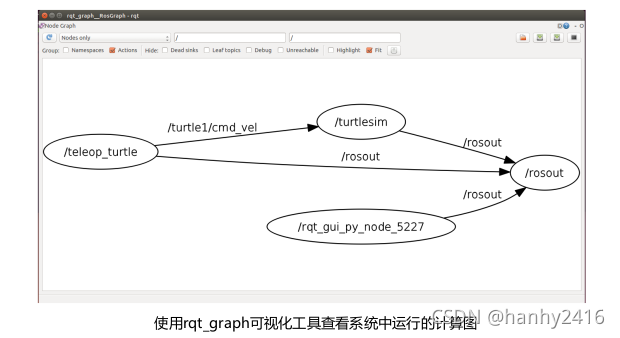 rqt_graph__RosGraph - rqt
Node Graph
Nodes only / /
Group: Namespaces Actions Hide: Dead sinks Leaf topics Debug Unreachable Highlight Fit
/turtle1/cmd_vel
/turtlesim
/rosout
/teleop_turtle
/rosout
/rosout
/rosout
/rqt_gui_py_node_5227
使用rqt_graph可视化工具查看系统中运行的计算图
CSDN @hanhy2416